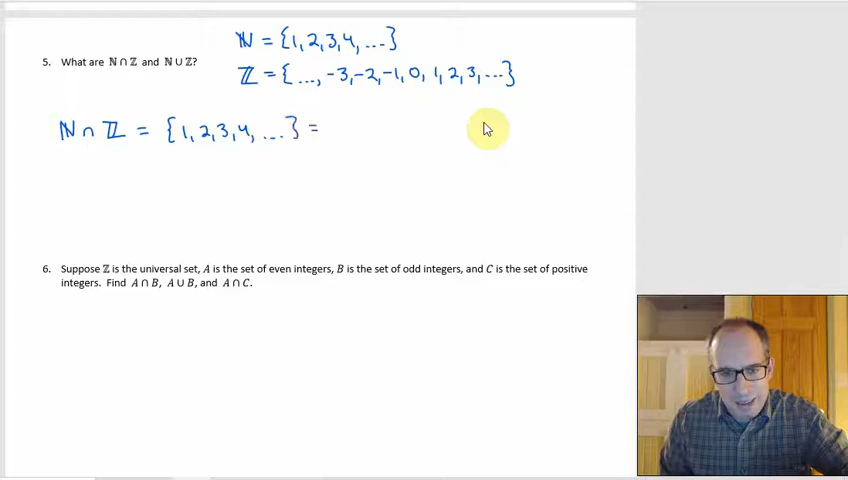 ℕ = {1, 2, 3, 4, ...}
5. What are ℕ ∩ ℤ and ℕ ∪ ℤ?
ℤ = {..., -3, -2, -1, 0, 1, 2, 3, ...}
ℕ ∩ ℤ = {1, 2, 3, 4, ...} =
6. Suppose ℤ is the universal set, A is the set of even integers, B is the set of odd integers, and C is the set of positive
integers. Find A ∩ B, A ∪ B, and A ∩ C.